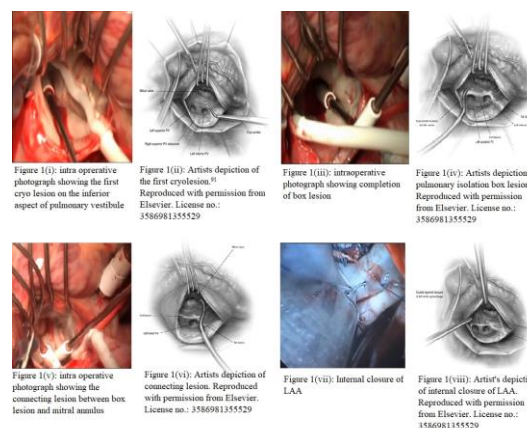 Figure 1(i): intra operative
photograph showing the first
cryo lesion on the inferior
aspect of pulmonary vestibule
Figure 1(ii): Artists depiction of
the first cryolesion.⁹¹
Reproduced with permission from
Elsevier. License no.:
3586981355529
Figure 1(iii): intraoperative
photograph showing completion
of box lesion
Figure 1(iv): Artists depiction
pulmonary isolation box lesion
Reproduced with permission
from Elsevier. License no.:
3586981355529
Figure 1(v): intra operative
photograph showing the
connecting lesion between box
lesion and mitral annulus
Figure 1(vi): Artists depiction of
connecting lesion. Reproduced
with permission from Elsevier.
License no.: 3586981355529
Figure 1(vii): Internal closure of
LAA
Figure 1(viii): Artist's depicti
of internal closure of LAA.
Reproduced with permission
from Elsevier. License no.:
3586981355529